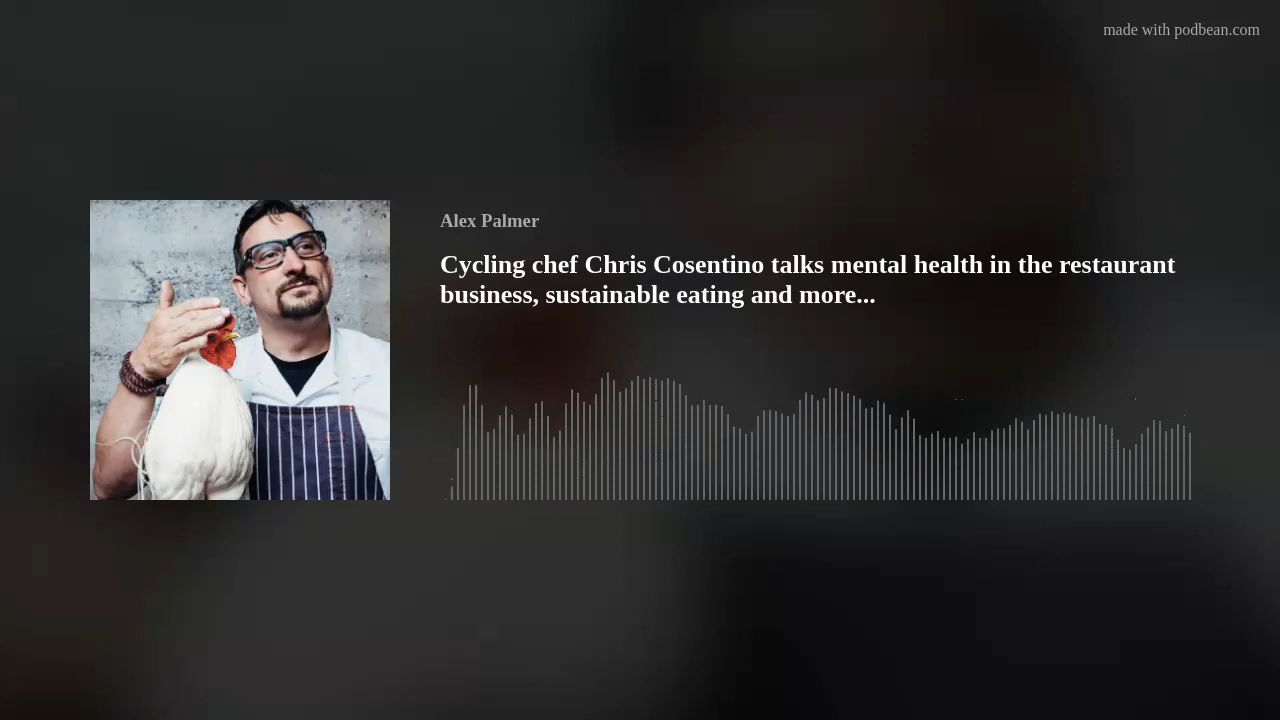 made with podbean.com
Alex Palmer
Cycling chef Chris Cosentino talks mental health in the restaurant
business, sustainable eating and more...